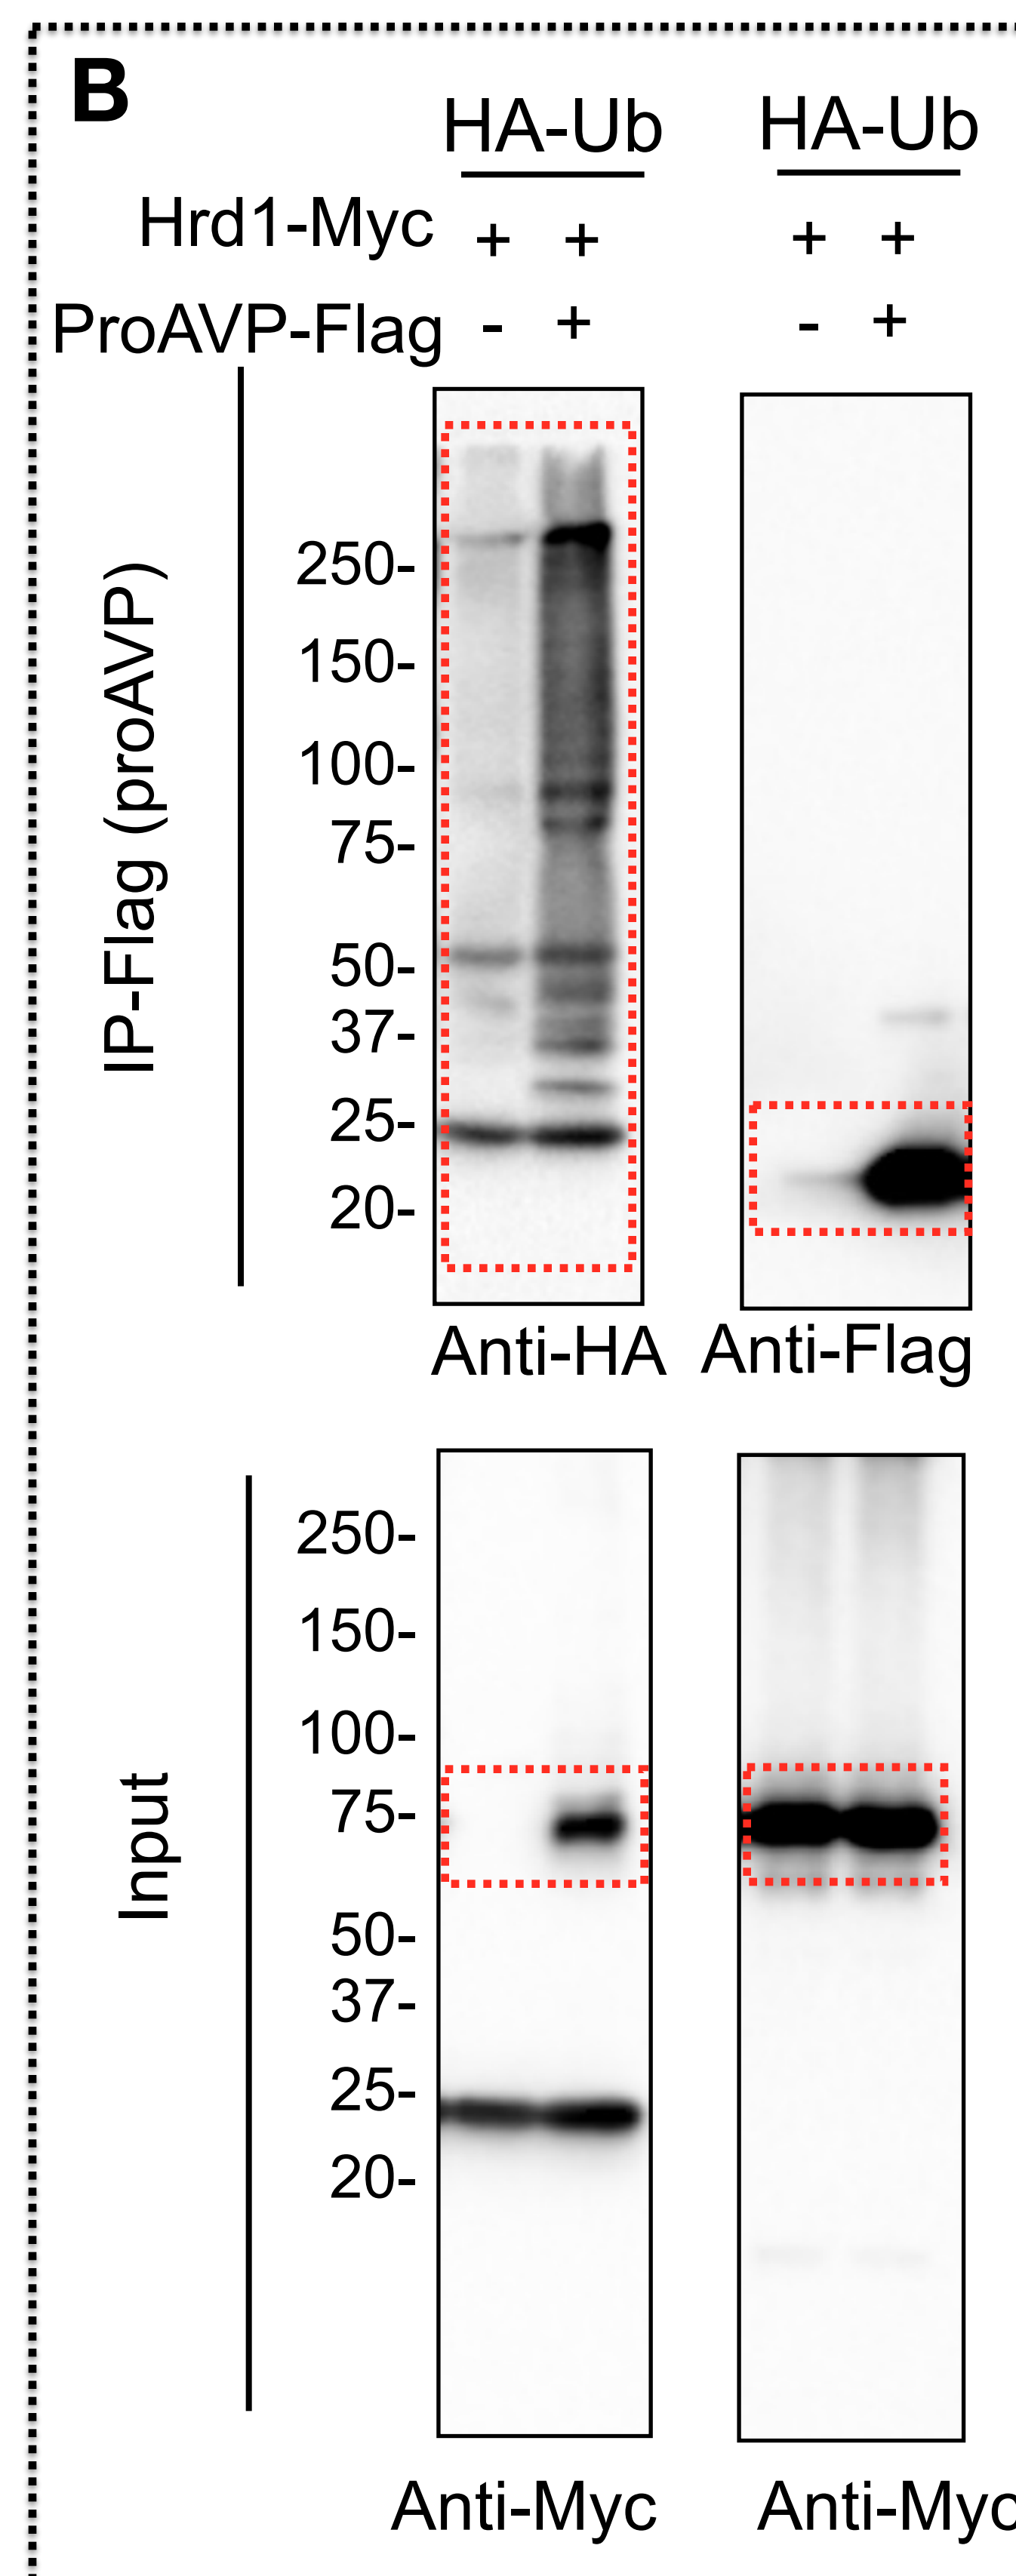 B
HA-Ub HA-Ub
Hrd1-Myc + + + +
ProAVP-Flag - + - +
IP-Flag (proAVP)
250-
150-
100-
75-
50-
37-
25-
20-
Anti-HA Anti-Flag
Input
250-
150-
100-
75-
50-
37-
25-
20-
Anti-Myc Anti-Myc